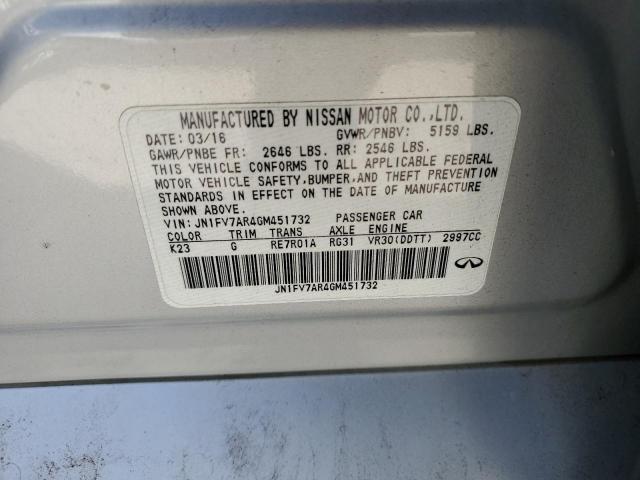 MANUFACTURED BY NISSAN MOTOR CO.,LTD.
DATE: 03/16 GVWR/PNBV: 5159 LBS.
GAWR/PNBE FR: 2646 LBS. RR: 2546 LBS.
THIS VEHICLE CONFORMS TO ALL APPLICABLE FEDERAL
MOTOR VEHICLE SAFETY,BUMPER,AND THEFT PREVENTION
STANDARDS IN EFFECT ON THE DATE OF MANUFACTURE
SHOWN ABOVE.
VIN: JN1FV7AR4GM451732 PASSENGER CAR
COLOR TRIM TRANS AXLE ENGINE
K23 G RE7R01A RG31 VR30(DDTT) 2997CC
JN1FV7AR4GM451732